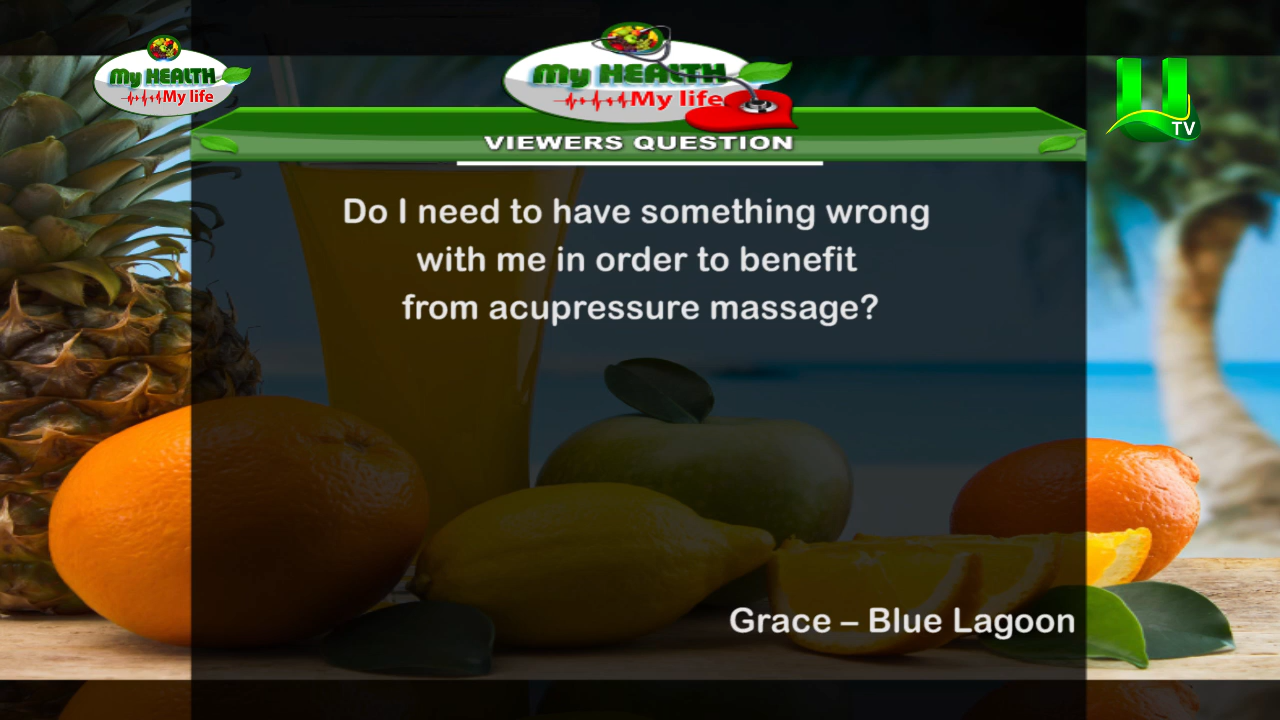 My HEALTH
My life
My HEALTH
My life
U
TV
VIEWERS QUESTION
Do I need to have something wrong
with me in order to benefit
from acupressure massage?
Grace – Blue Lagoon